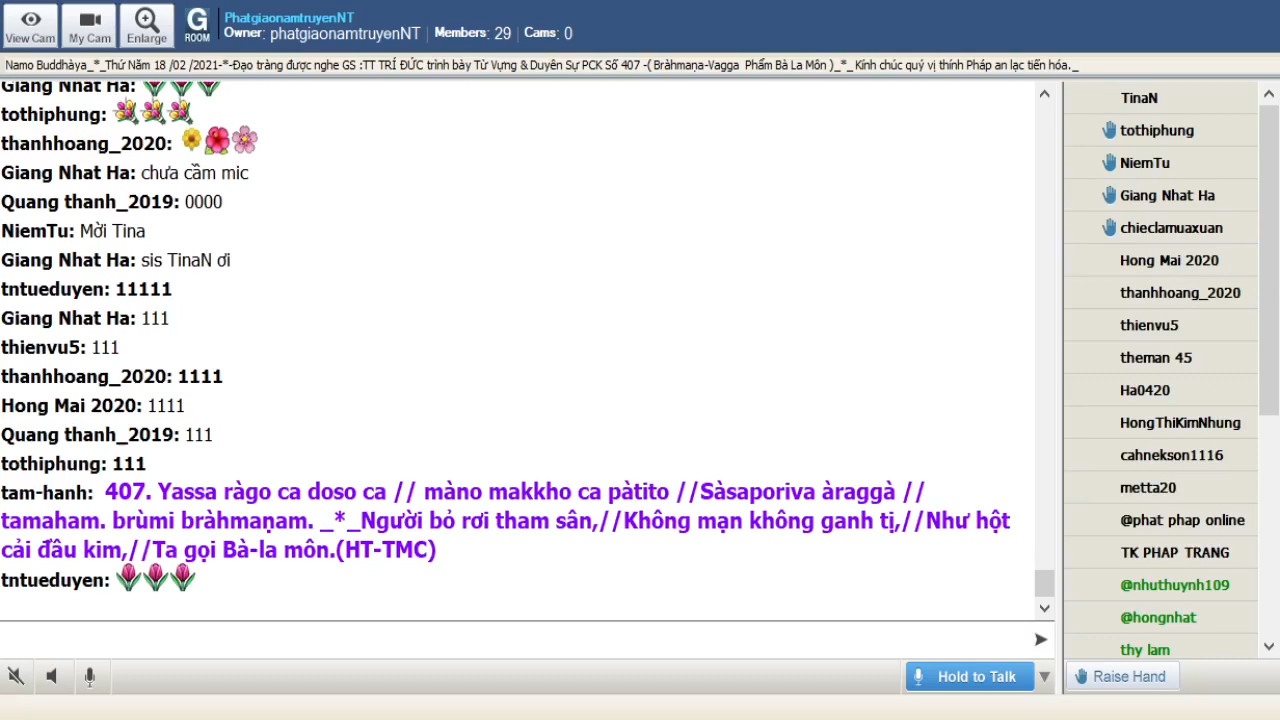 View Cam
My Cam
Enlarge
G
ROOM
PhatgiaonamtruyenNT
Owner: phatgiaonamtruyenNT Members: 29 Cams: 0
Namo Buddhàya_*_Thứ Năm 18 /02 /2021-*-Đạo tràng được nghe GS :TT TRÍ ĐỨC trình bày Từ Vựng & Duyên Sự PCK Số 407 -( Bràhmaṇa-Vagga Phẩm Bà La Môn )_*_ Kính chúc quý vị thính Pháp an lạc tiến hóa._
Giang Nhat Ha:
tothiphung:
thanhhoang_2020:
Giang Nhat Ha: chưa cầm mic
Quang thanh_2019: 0000
NiemTu: Mời Tina
Giang Nhat Ha: sis TinaN ơi
tntueduyen: 11111
Giang Nhat Ha: 111
thienvu5: 111
thanhhoang_2020: 1111
Hong Mai 2020: 1111
Quang thanh_2019: 111
tothiphung: 111
tam-hanh: 407. Yassa ràgo ca doso ca // màno makkho ca pàtito //Sàsaporiva àraggà //
tamaham. brùmi bràhmaṇam. _*_Người bỏ rơi tham sân,//Không mạn không ganh tị,//Như hột
cải đầu kim,//Ta gọi Bà-la môn.(HT-TMC)
tntueduyen:
Hold to Talk
TinaN
tothiphung
NiemTu
Giang Nhat Ha
chieclamuaxuan
Hong Mai 2020
thanhhoang_2020
thienvu5
theman 45
Ha0420
HongThiKimNhung
cahnekson1116
metta20
@phat phap online
TK PHAP TRANG
@nhuthuynh109
@hongnhat
thy lam
Raise Hand